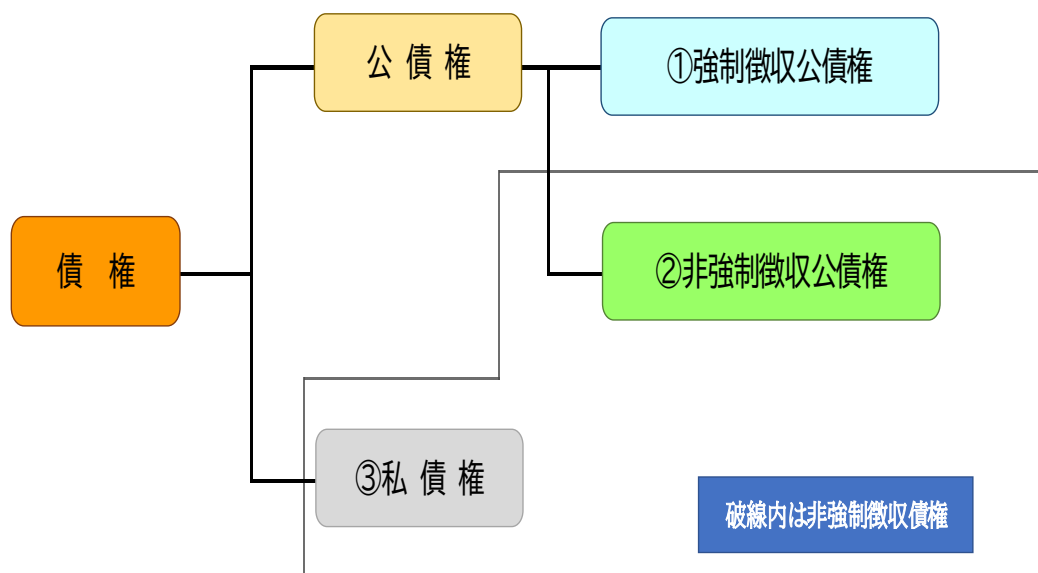 公 債 権
①強制徴収公債権
債 権
②非強制徴収公債権
③私 債 権
破線内は非強制徴収債権